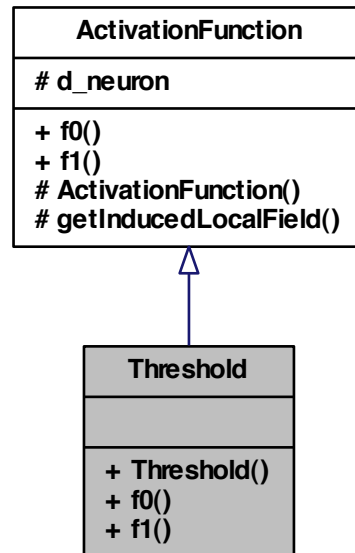 ActivationFunction
# d_neuron
+ f0()
+ f1()
# ActivationFunction()
# getInducedLocalField()
Threshold
+ Threshold()
+ f0()
+ f1()